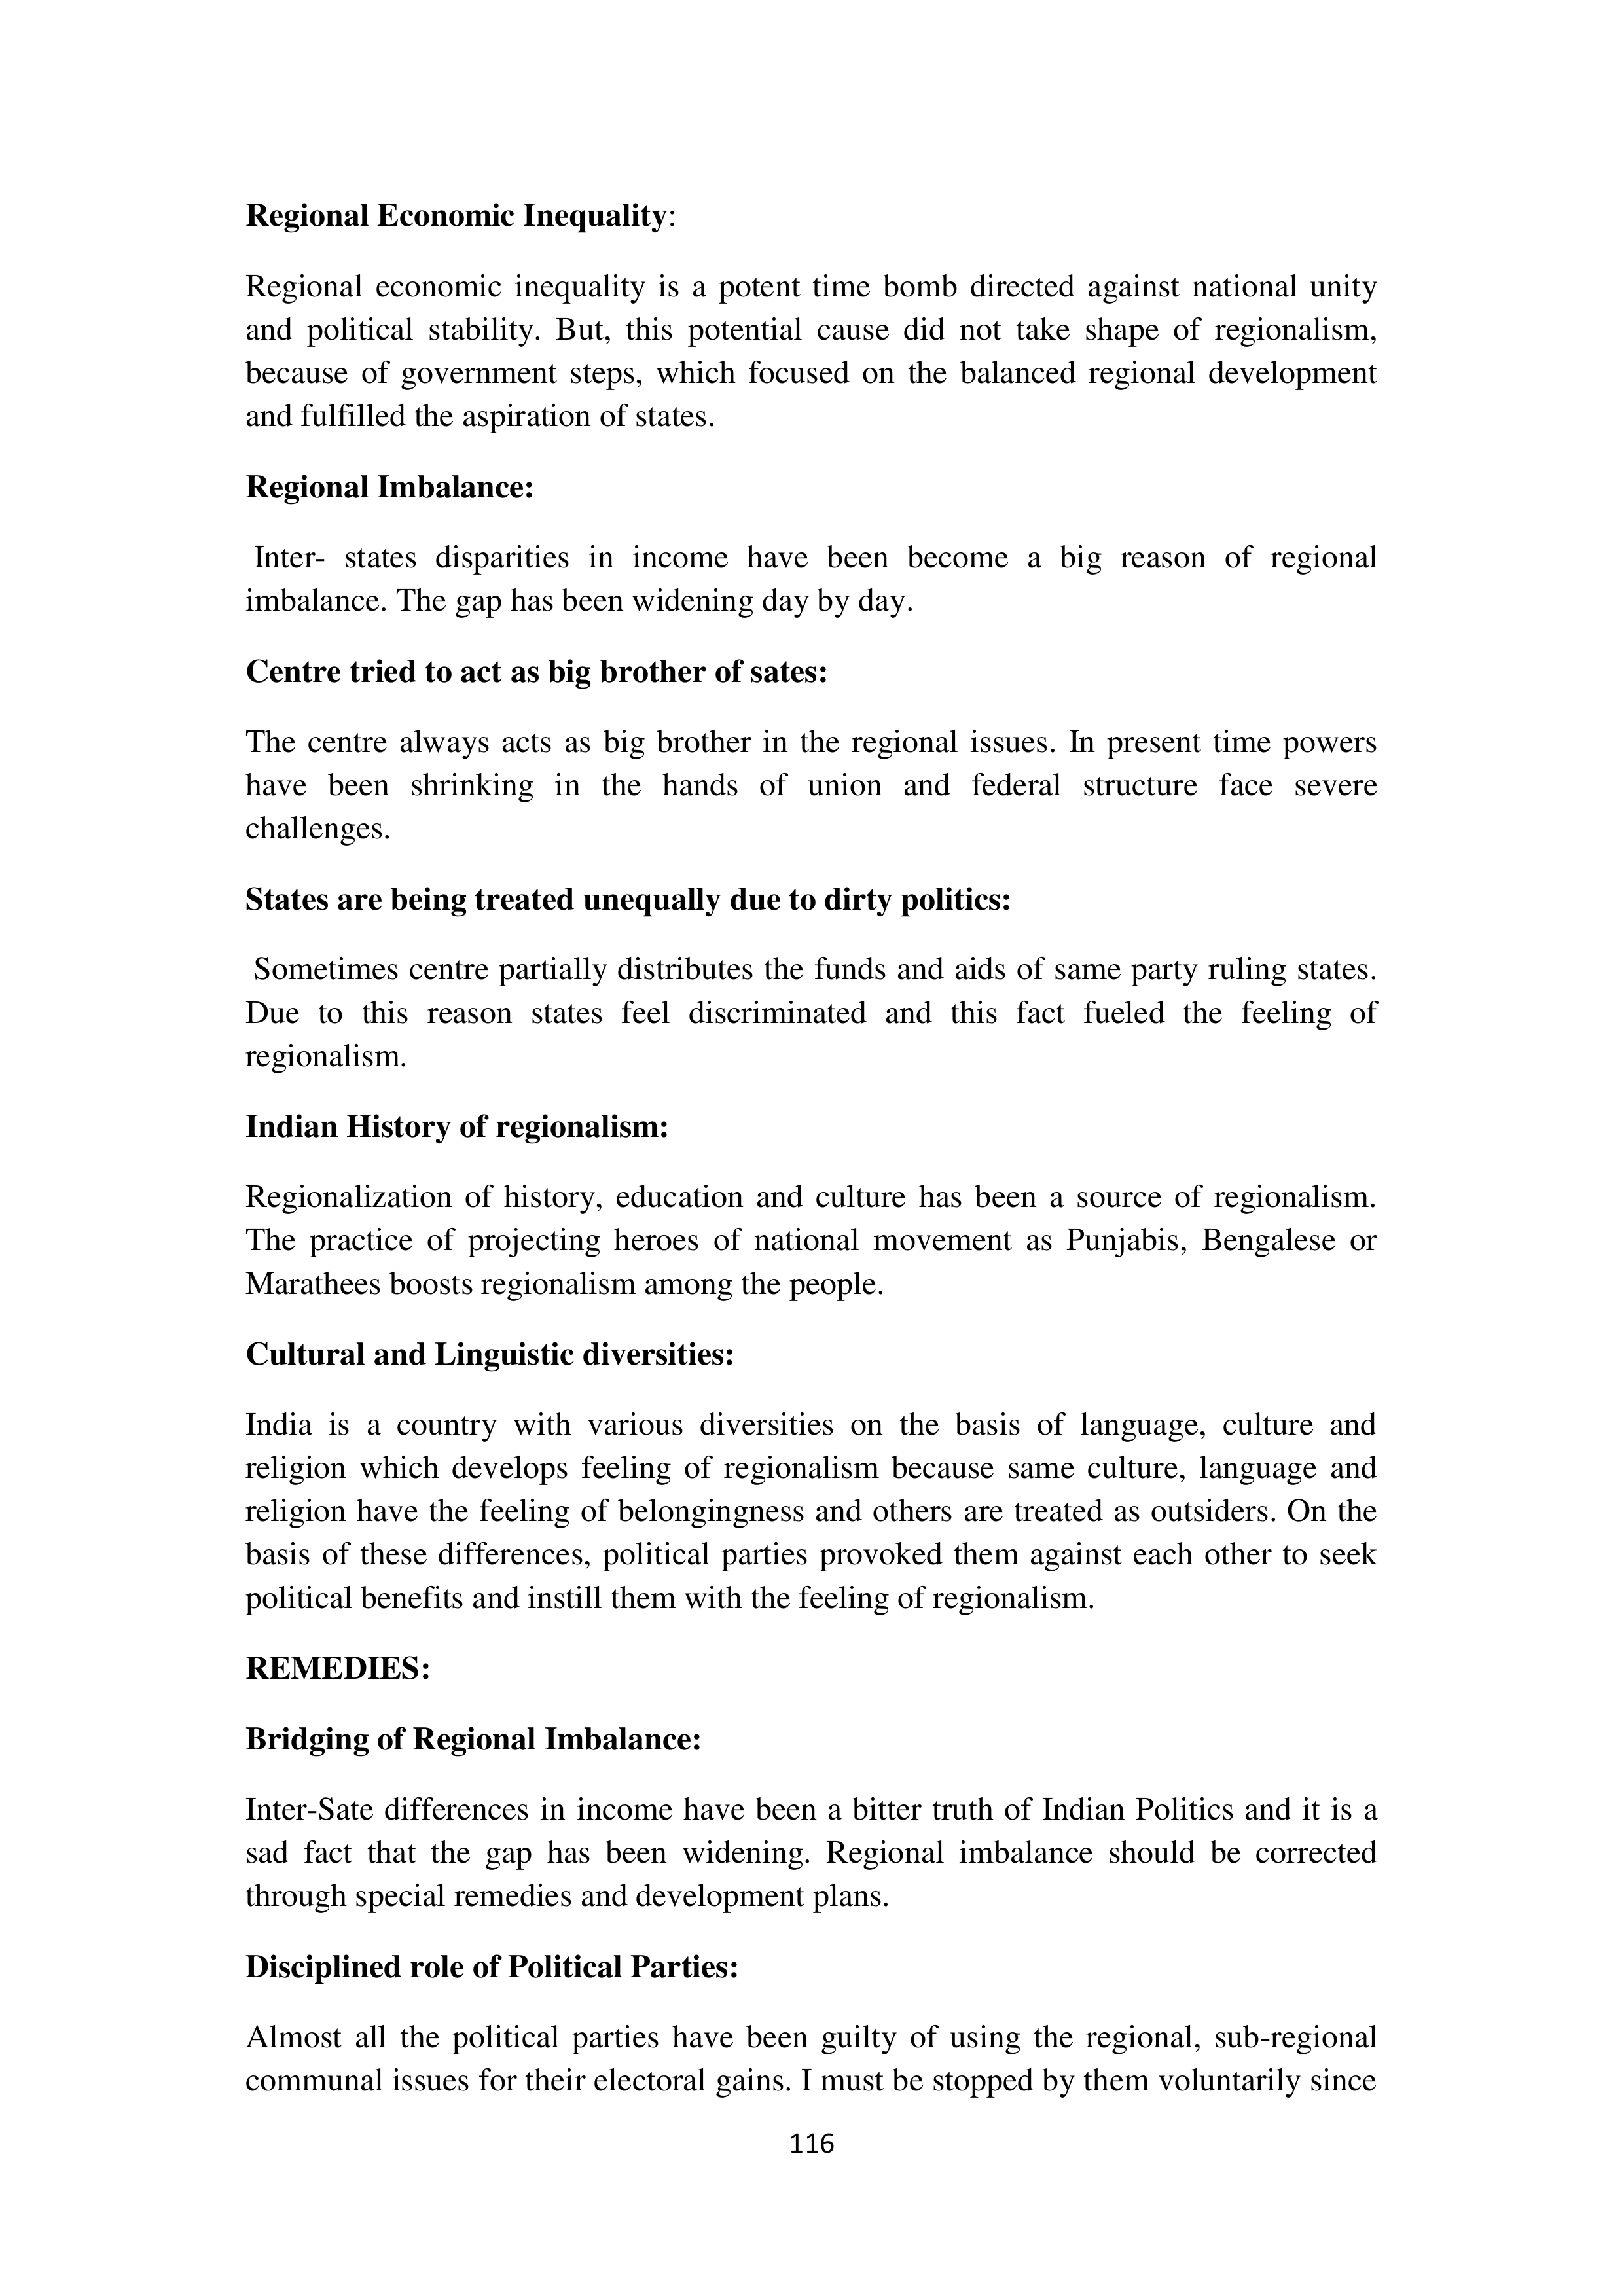 Regional Economic Inequality:
Regional economic inequality is a potent time bomb directed against national unity
and political stability. But, this potential cause did not take shape of regionalism,
because of government steps, which focused on the balanced regional development
and fulfilled the aspiration of states.
Regional Imbalance:
Inter- states disparities in income have been become a big reason of regional
imbalance. The gap has been widening day by day.
Centre tried to act as big brother of sates:
The centre always acts as big brother in the regional issues. In present time powers
have been shrinking in the hands of union and federal structure face severe
challenges.
States are being treated unequally due to dirty politics:
Sometimes centre partially distributes the funds and aids of same party ruling states.
Due to this reason states feel discriminated and this fact fueled the feeling of
regionalism.
Indian History of regionalism:
Regionalization of history, education and culture has been a source of regionalism.
The practice of projecting heroes of national movement as Punjabis, Bengalese or
Marathees boosts regionalism among the people.
Cultural and Linguistic diversities:
India is a country with various diversities on the basis of language, culture and
religion which develops feeling of regionalism because same culture, language and
religion have the feeling of belongingness and others are treated as outsiders. On the
basis of these differences, political parties provoked them against each other to seek
political benefits and instill them with the feeling of regionalism.
REMEDIES:
Bridging of Regional Imbalance:
Inter-Sate differences in income have been a bitter truth of Indian Politics and it is a
sad fact that the gap has been widening. Regional imbalance should be corrected
through special remedies and development plans.
Disciplined role of Political Parties:
Almost all the political parties have been guilty of using the regional, sub-regional
communal issues for their electoral gains. I must be stopped by them voluntarily since
116